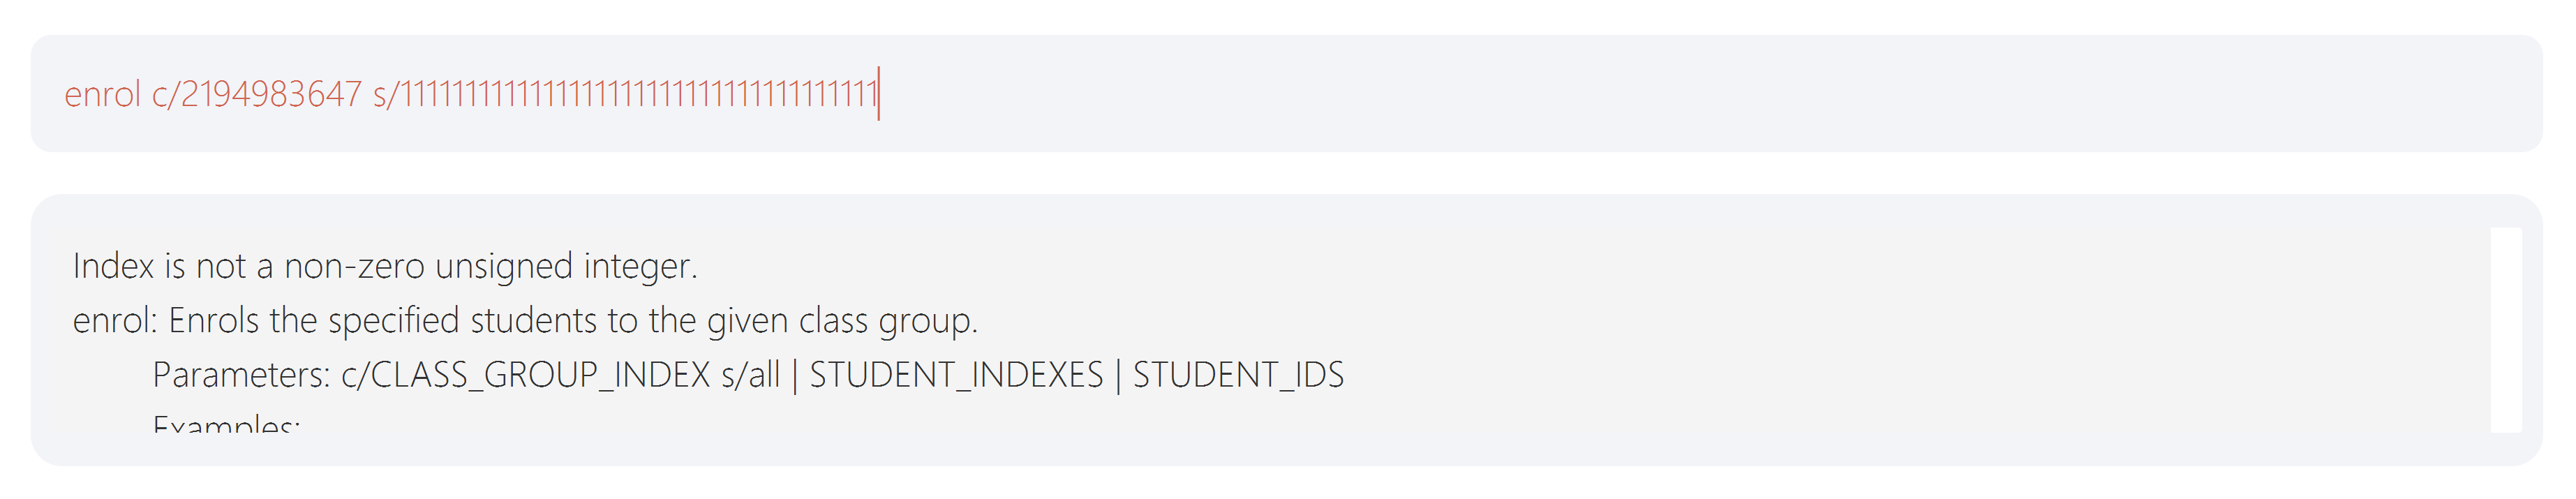 enrol c/2194983647 s/1111111111111111111111111111111111111
Index is not a non-zero unsigned integer.
enrol: Enrols the specified students to the given class group.
Parameters: c/CLASS_GROUP_INDEX s/all | STUDENT_INDEXES | STUDENT_IDS
Examples: